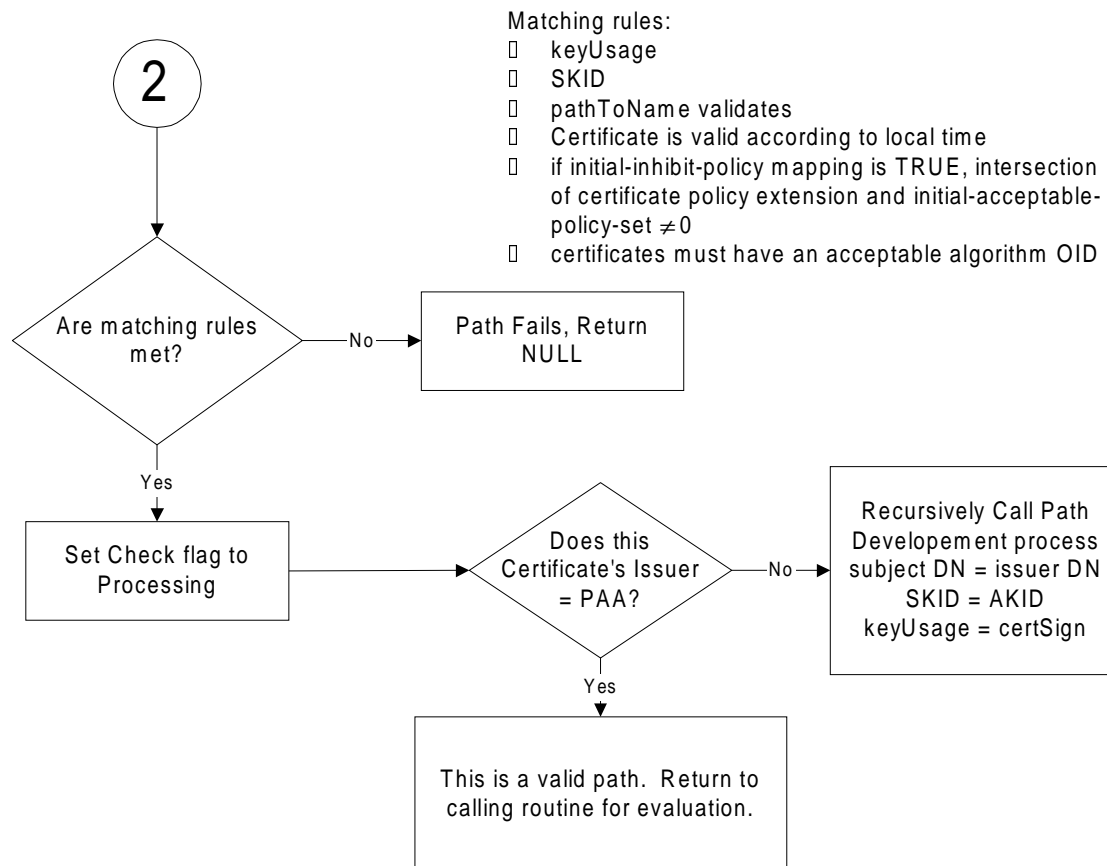 Matching rules:
▯ keyUsage
▯ SKID
▯ pathToName validates
▯ Certificate is valid according to local time
▯ if initial-inhibit-policy mapping is TRUE, intersection
of certificate policy extension and initial-acceptable-
policy-set ≠0
▯ certificates must have an acceptable algorithm OID
2
Are matching rules
met?
No
Path Fails, Return
NULL
Yes
Set Check flag to
Processing
Does this
Certificate's Issuer
= PAA?
No
Recursively Call Path
Developement process
subject DN = issuer DN
SKID = AKID
keyUsage = certSign
Yes
This is a valid path. Return to
calling routine for evaluation.